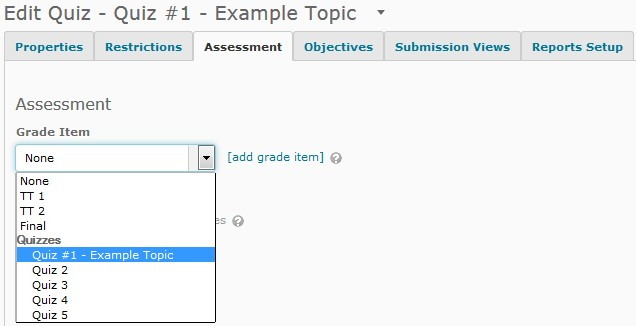 Edit Quiz - Quiz #1 - Example Topic
Properties Restrictions Assessment Objectives Submission Views Reports Setup
Assessment
Grade Item
None [add grade item] ?
None
TT 1
TT 2
Final
Quizzes
Quiz #1 - Example Topic
Quiz 2
Quiz 3
Quiz 4
Quiz 5